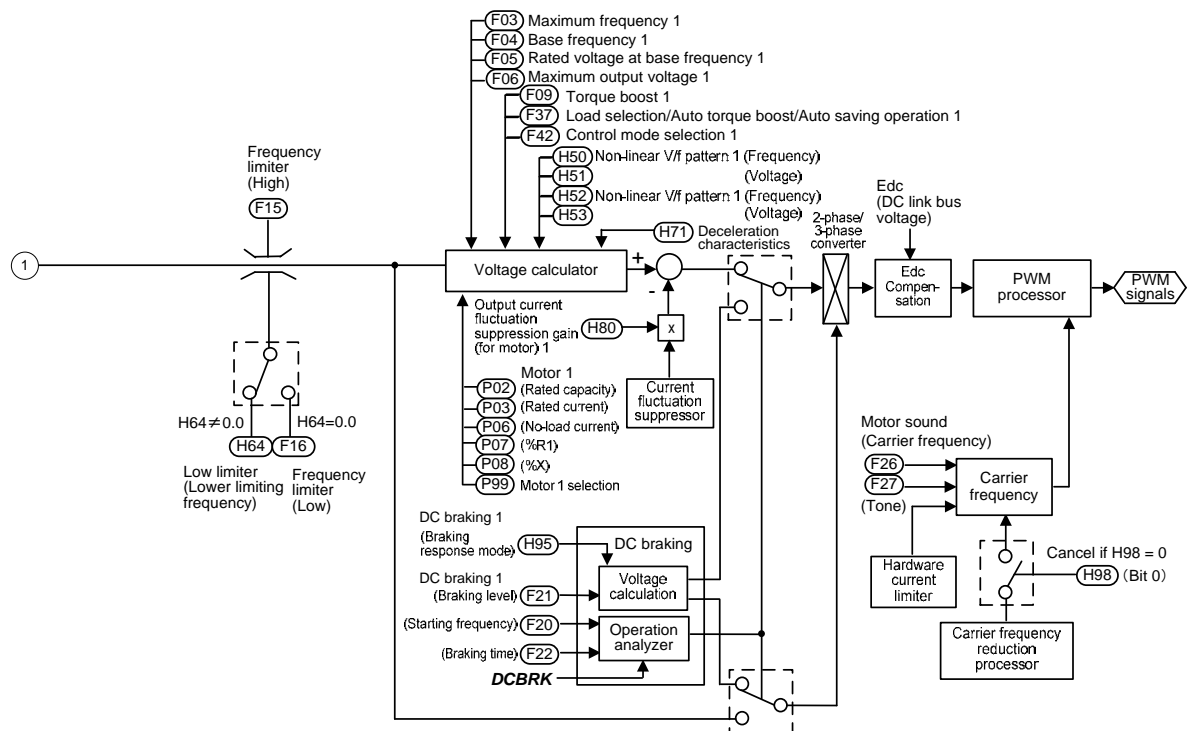 F03 Maximum frequency 1
F04 Base frequency 1
F05 Rated voltage at base frequency 1
F06 Maximum output voltage 1
F09 Torque boost 1
F37 Load selection/Auto torque boost/Auto saving operation 1
F42 Control mode selection 1
H50 Non-linear V/f pattern 1 (Frequency)
H51 (Voltage)
H52 Non-linear V/f pattern 1 (Frequency)
H53 (Voltage)
H71 Deceleration
characteristics
Frequency
limiter
(High)
F15
1
Voltage calculator
+
-
2-phase/
3-phase
converter
Edc
(DC link bus
voltage)
Edc
Compen-
sation
PWM
processor
PWM
signals
Output current
fluctuation
suppression gain
(for motor) 1
H80
x
Current
fluctuation
suppressor
H64≠0.0
H64=0.0
H64
F16
Low limiter
(Lower limiting
frequency)
Frequency
limiter
(Low)
Motor 1
P02 (Rated capacity)
P03 (Rated current)
P06 (No-load current)
P07 (%R1)
P08 (%X)
P99 Motor 1 selection
Motor sound
(Carrier frequency)
F26
F27
(Tone)
Carrier
frequency
Hardware
current
limiter
Cancel if H98 = 0
H98 (Bit 0)
Carrier frequency
reduction
processor
DC braking 1
(Braking
response mode) H95
DC braking
Voltage
calculation
DC braking 1
(Braking level) F21
(Starting frequency) F20
Operation
analyzer
(Braking time) F22
DCBRK